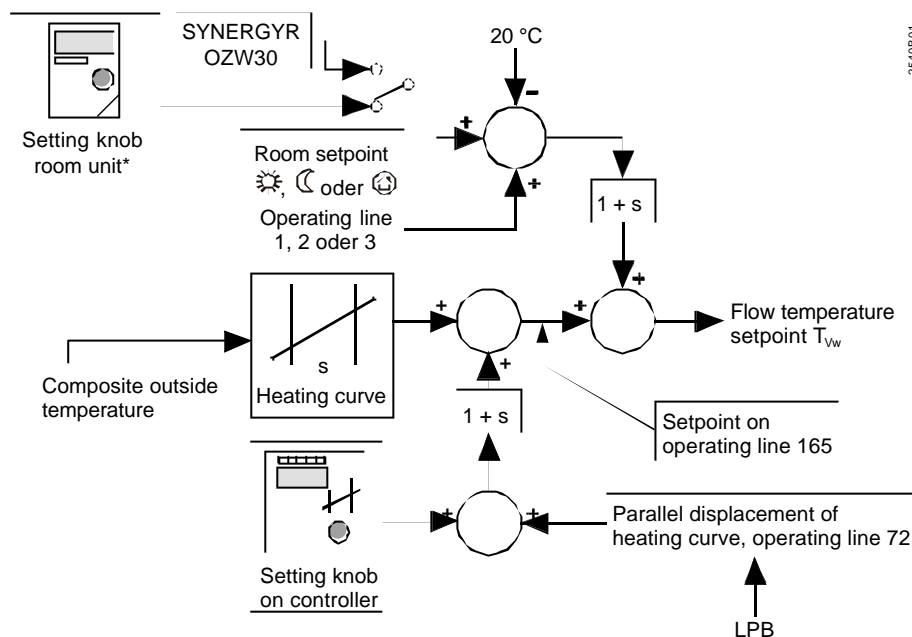 SYNERGYR
OZW30
20 °C
2540B01
Setting knob
room unit*
Room setpoint
, oder
Operating line
1, 2 oder 3
1 + s
Flow temperature
setpoint TVw
s
Heating curve
Composite outside
temperature
1 + s
Setpoint on
operating line 165
Parallel displacement of
heating curve, operating line 72
Setting knob
on controller
LPB